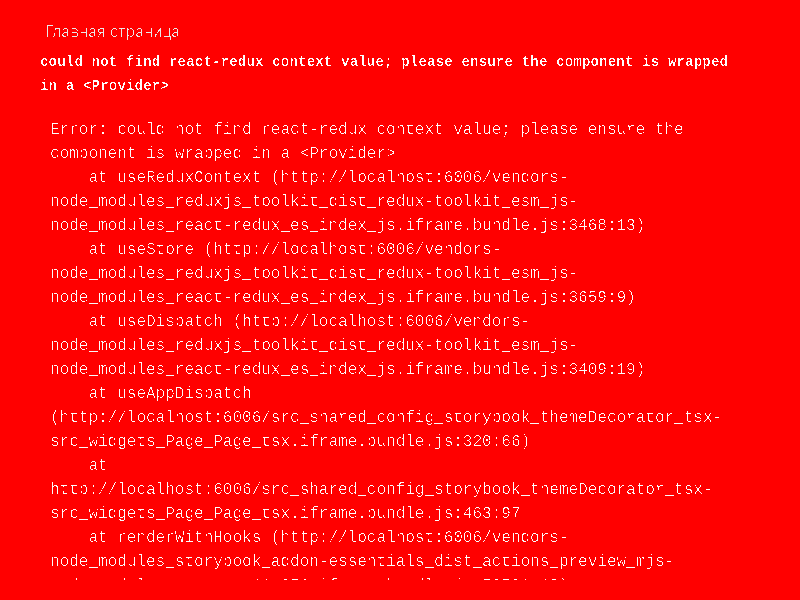 Главная страница
could not find react-redux context value; please ensure the component is wrapped
in a <Provider>
Error: could not find react-redux context value; please ensure the
component is wrapped in a <Provider>
at useReduxContext (http://localhost:6006/vendors-
node_modules_reduxjs_toolkit_dist_redux-toolkit_esm_js-
node_modules_react-redux_es_index_js.iframe.bundle.js:3468:13)
at useStore (http://localhost:6006/vendors-
node_modules_reduxjs_toolkit_dist_redux-toolkit_esm_js-
node_modules_react-redux_es_index_js.iframe.bundle.js:3659:9)
at useDispatch (http://localhost:6006/vendors-
node_modules_reduxjs_toolkit_dist_redux-toolkit_esm_js-
node_modules_react-redux_es_index_js.iframe.bundle.js:3409:19)
at useAppDispatch
(http://localhost:6006/src_shared_config_storybook_themeDecorator_tsx-
src_widgets_Page_Page_tsx.iframe.bundle.js:320:66)
at
http://localhost:6006/src_shared_config_storybook_themeDecorator_tsx-
src_widgets_Page_Page_tsx.iframe.bundle.js:463:97
at renderWithHooks (http://localhost:6006/vendors-
node_modules_storybook_addon-essentials_dist_actions_preview_mjs-